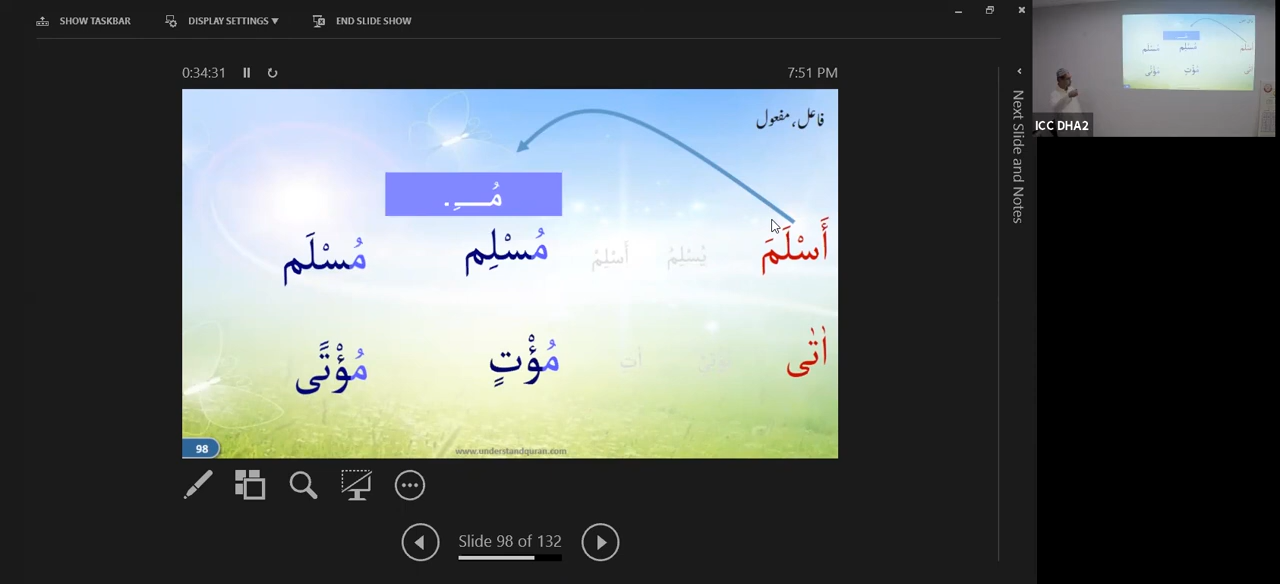 SHOW TASKBAR DISPLAY SETTINGS ▼ END SLIDE SHOW
0:34:31 7:51 PM
Next Slide and Notes
ICC DHA2
فاعل، مفعول
مُــــِـ.
أَسْلَمَ يُسْلِمُ أَسْلِمْ مُسْلِم مُسْلَم
اٰتٰى اٰتِ مُؤْتٍ مُؤْتًى
98
www.understandquran.com
Slide 98 of 132